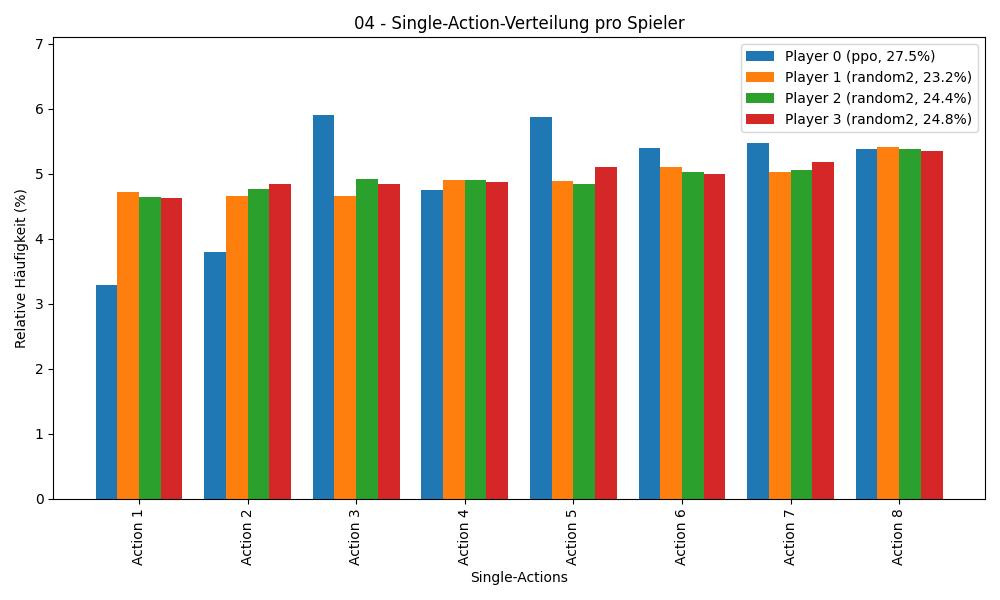 04 - Single-Action-Verteilung pro Spieler
Player 0 (ppo, 27.5%)
Player 1 (random2, 23.2%)
Player 2 (random2, 24.4%)
Player 3 (random2, 24.8%)
Relative Häufigkeit (%)
7
6
5
4
3
2
1
0
Action 1
Action 2
Action 3
Action 4
Action 5
Action 6
Action 7
Action 8
Single-Actions